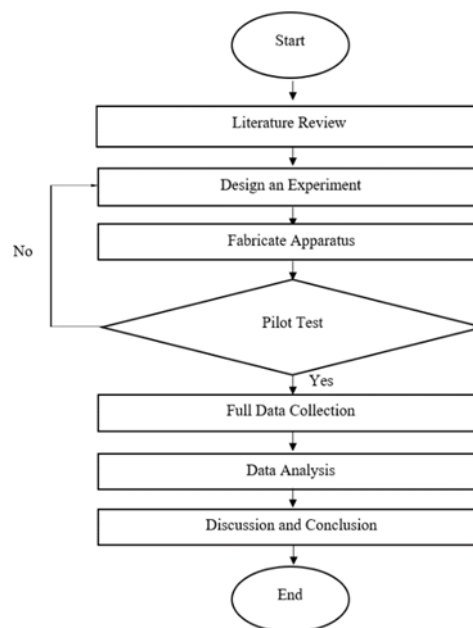 Start
Literature Review
Design an Experiment
No
Fabricate Apparatus
Pilot Test
Yes
Full Data Collection
Data Analysis
Discussion and Conclusion
End